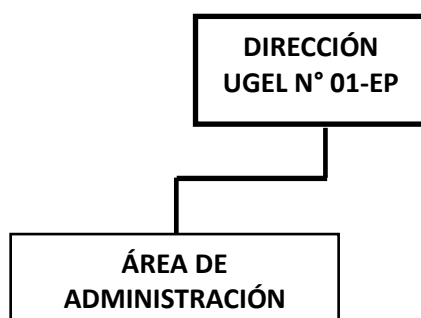 DIRECCIÓN
UGEL N° 01-EP
ÁREA DE
ADMINISTRACIÓN